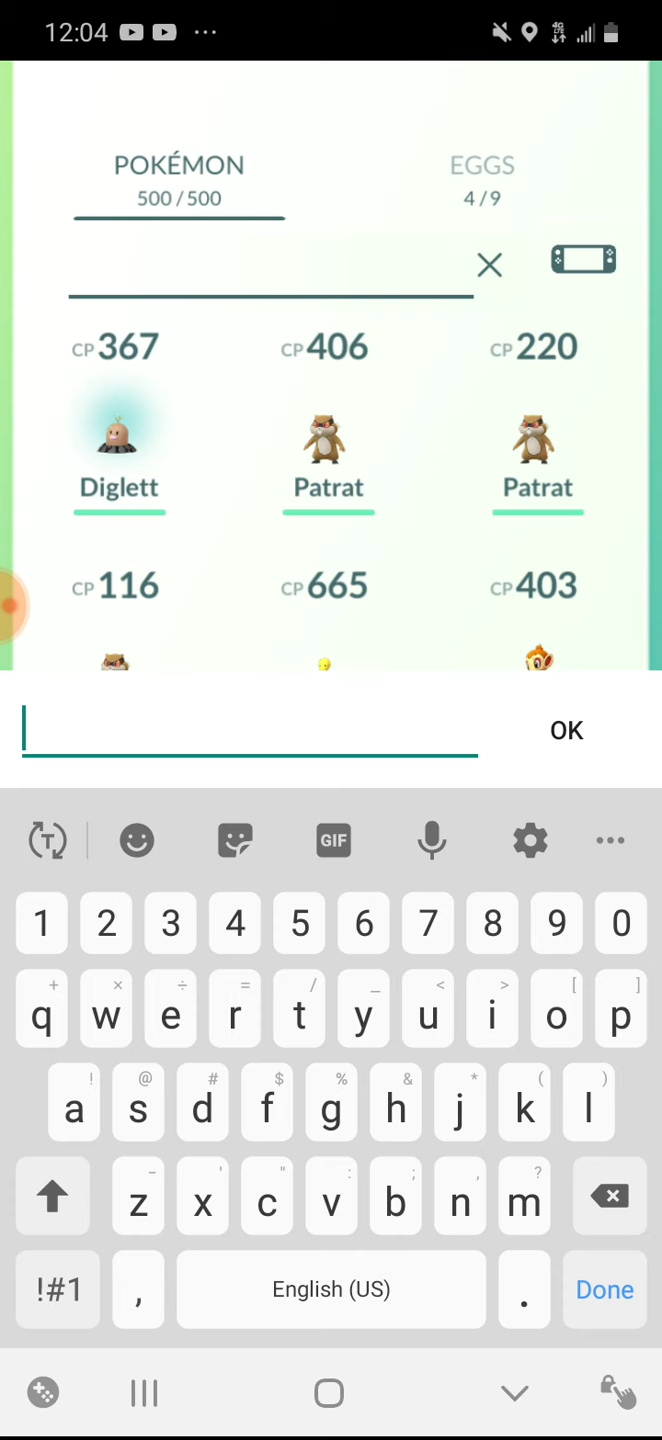 12:04
POKÉMON EGGS
500 / 500 4 / 9
CP 367 CP 406 CP 220
Diglett Patrat Patrat
CP 116 CP 665 CP 403
OK
T GIF
1 2 3 4 5 6 7 8 9 0
+ × ÷ = / _ < > [ ]
q w e r t y u i o p
! @ # $ % & * ( )
a s d f g h j k l
- ' " : ; , ?
z x c v b n m
!#1 , English (US) . Done